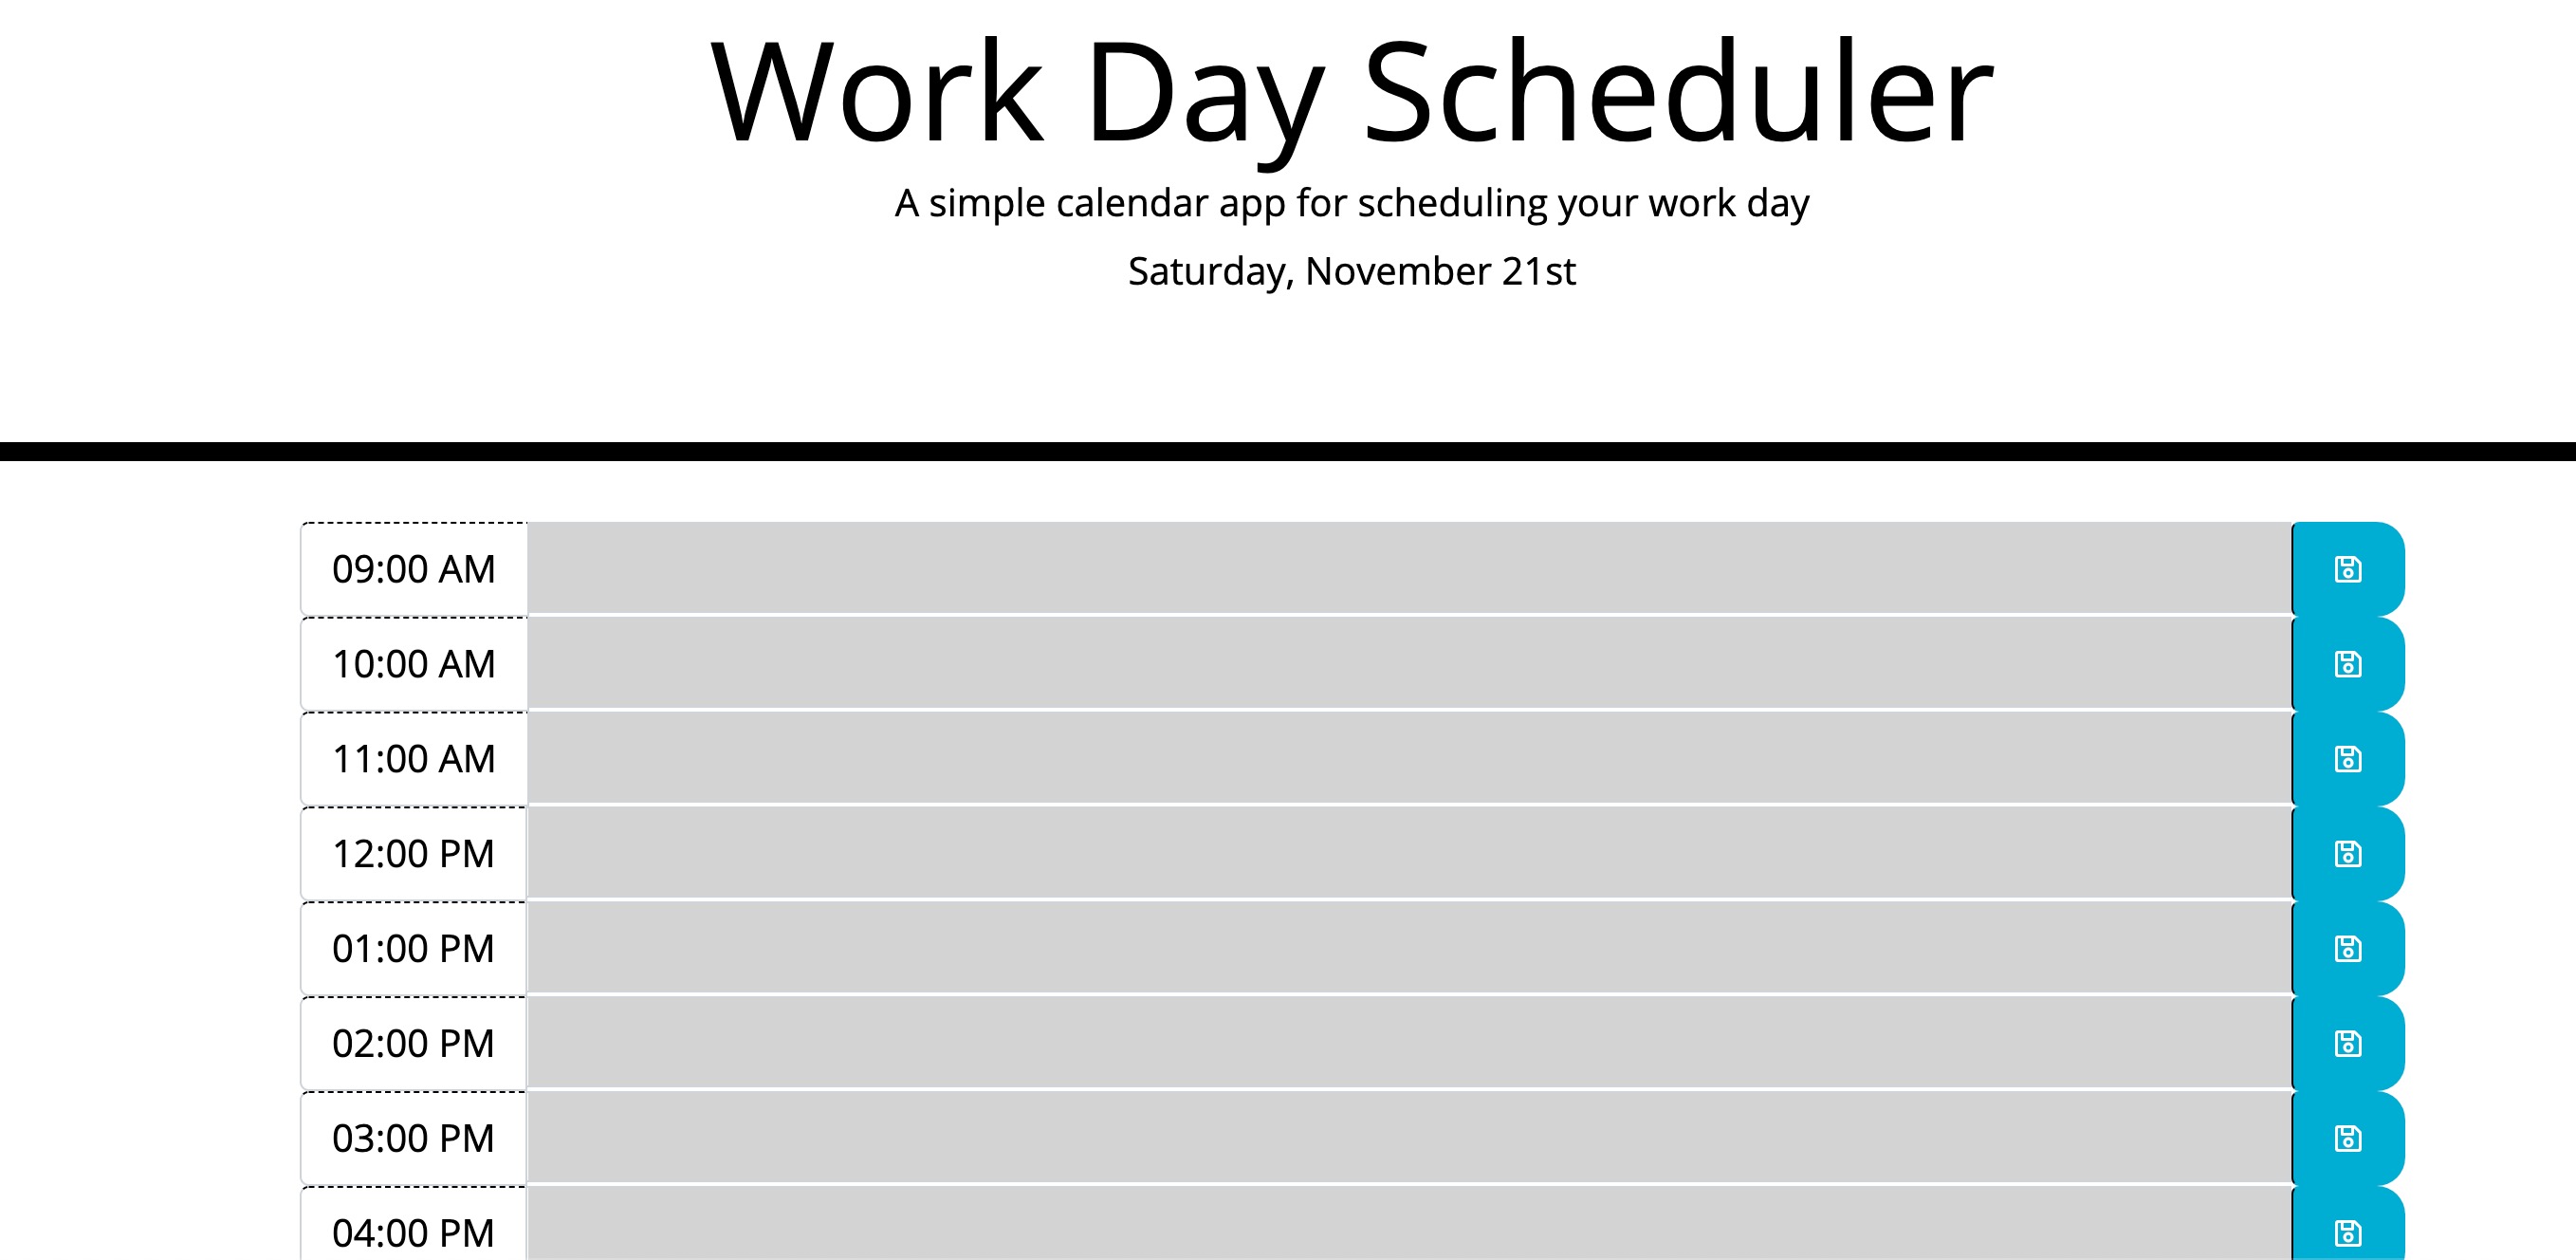 Work Day Scheduler
A simple calendar app for scheduling your work day
Saturday, November 21st
09:00 AM
10:00 AM
11:00 AM
12:00 PM
01:00 PM
02:00 PM
03:00 PM
04:00 PM